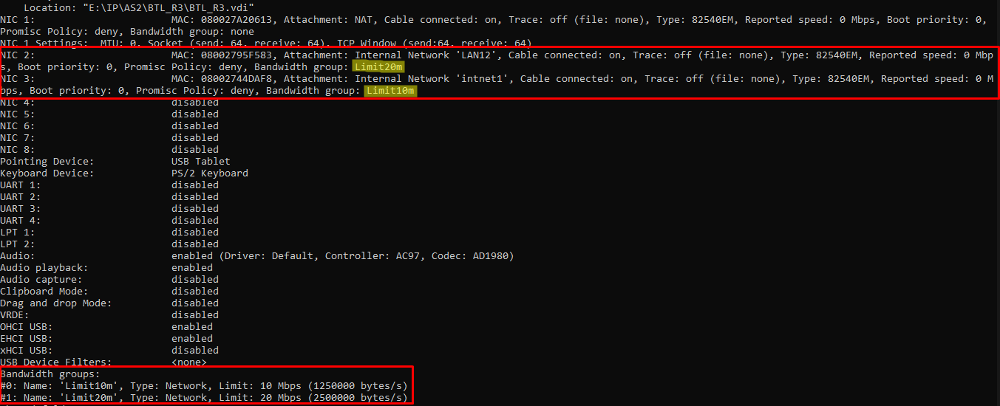 Location: "E:\IP\AS2\BTL_R3\BTL_R3.vdi"
NIC 1: MAC: 080027A20613, Attachment: NAT, Cable connected: on, Trace: off (file: none), Type: 82540EM, Reported speed: 0 Mbps, Boot priority: 0,
Promisc Policy: deny, Bandwidth group: none
NIC 1 Settings: MTU: 0, Socket (send: 64, receive: 64), TCP Window (send:64, receive: 64)
NIC 2: MAC: 08002795F583, Attachment: Internal Network 'LAN12', Cable connected: on, Trace: off (file: none), Type: 82540EM, Reported speed: 0 Mbp
s, Boot priority: 0, Promisc Policy: deny, Bandwidth group: Limit20m
NIC 3: MAC: 08002744DAF8, Attachment: Internal Network 'intnet1', Cable connected: on, Trace: off (file: none), Type: 82540EM, Reported speed: 0 M
bps, Boot priority: 0, Promisc Policy: deny, Bandwidth group: Limit10m
NIC 4: disabled
NIC 5: disabled
NIC 6: disabled
NIC 7: disabled
NIC 8: disabled
Pointing Device: USB Tablet
Keyboard Device: PS/2 Keyboard
UART 1: disabled
UART 2: disabled
UART 3: disabled
UART 4: disabled
LPT 1: disabled
LPT 2: disabled
Audio: enabled (Driver: Default, Controller: AC97, Codec: AD1980)
Audio playback: enabled
Audio capture: disabled
Clipboard Mode: disabled
Drag and drop Mode: disabled
VRDE: disabled
OHCI USB: enabled
EHCI USB: enabled
xHCI USB: disabled
USB Device Filters: <none>
Bandwidth groups:
#0: Name: 'Limit10m', Type: Network, Limit: 10 Mbps (1250000 bytes/s)
#1: Name: 'Limit20m', Type: Network, Limit: 20 Mbps (2500000 bytes/s)